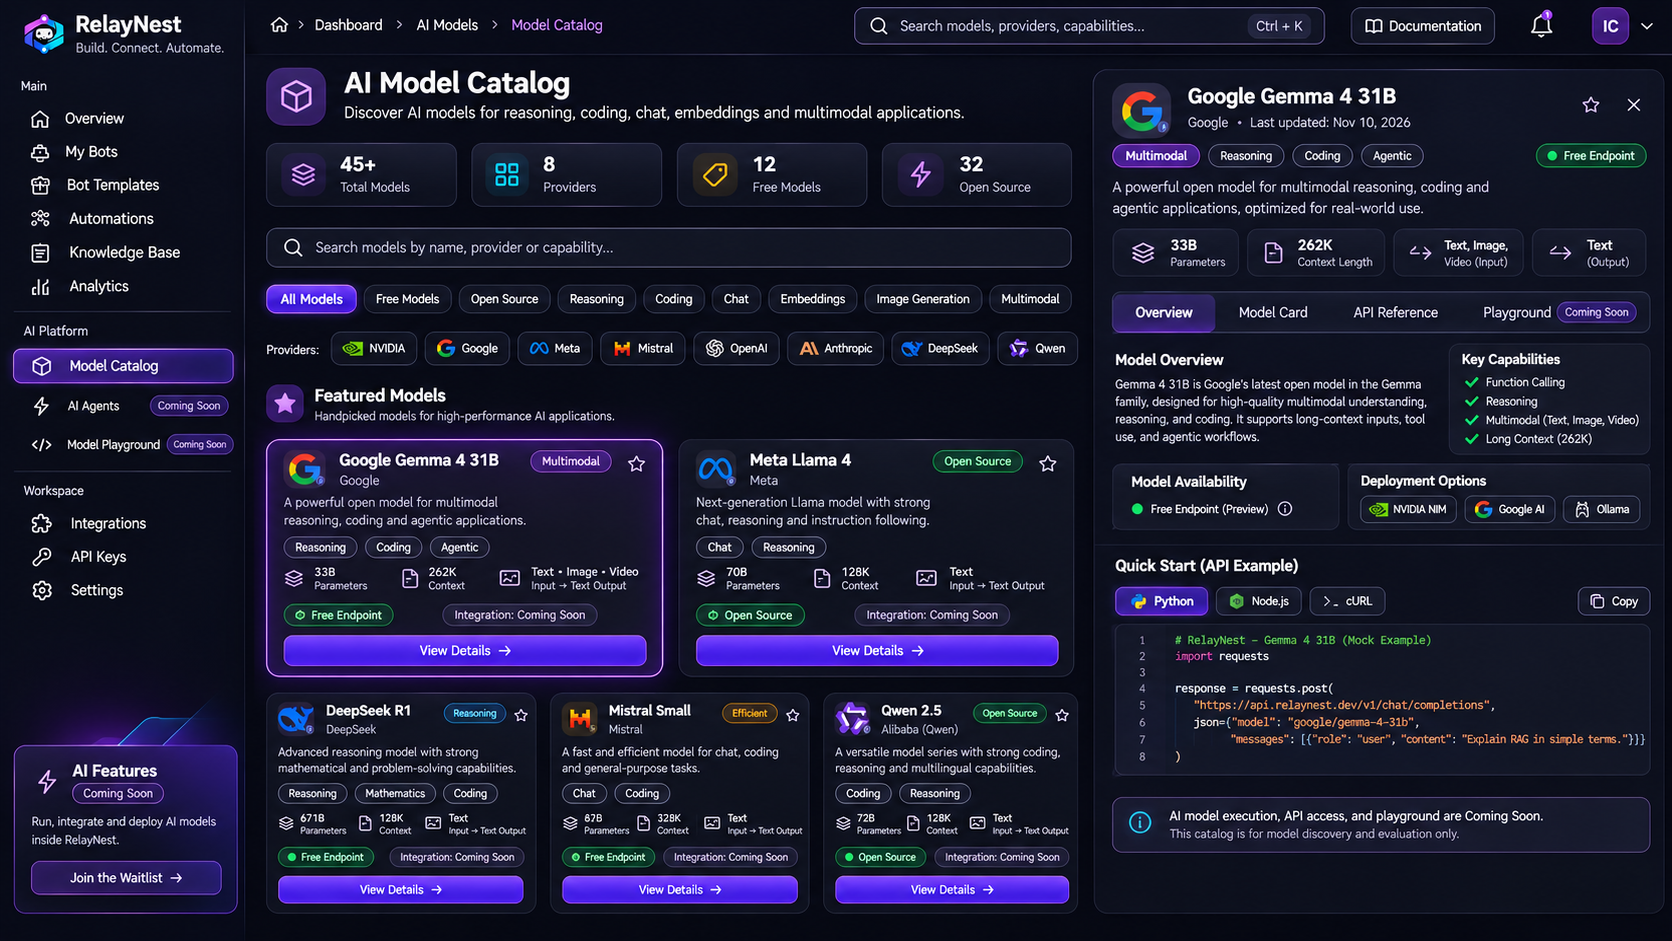 RelayNest
Build. Connect. Automate.
Main
Overview
My Bots
Bot Templates
Automations
Knowledge Base
Analytics
AI Platform
Model Catalog
AI Agents Coming Soon
Model Playground Coming Soon
Workspace
Integrations
API Keys
Settings
AI Features
Coming Soon
Run, integrate and deploy AI models
inside RelayNest.
Join the Waitlist →
Dashboard > AI Models > Model Catalog
Search models, providers, capabilities... Ctrl + K
Documentation
1
IC
AI Model Catalog
Discover AI models for reasoning, coding, chat, embeddings and multimodal applications.
45+
Total Models
8
Providers
12
Free Models
32
Open Source
Search models by name, provider or capability...
All Models Free Models Open Source Reasoning Coding Chat Embeddings Image Generation Multimodal
Providers: NVIDIA Google Meta Mistral OpenAI Anthropic DeepSeek Qwen
Featured Models
Handpicked models for high-performance AI applications.
Google Gemma 4 31B Multimodal
Google
A powerful open model for multimodal
reasoning, coding and agentic applications.
Reasoning Coding Agentic
33B
Parameters
262K
Context
Text • Image • Video
Input → Text Output
Free Endpoint Integration: Coming Soon
View Details →
Meta Llama 4 Open Source
Meta
Next-generation Llama model with strong
chat, reasoning and instruction following.
Chat Reasoning
70B
Parameters
128K
Context
Text
Input → Text Output
Open Source Integration: Coming Soon
View Details →
DeepSeek R1 Reasoning
DeepSeek
Advanced reasoning model with strong
mathematical and problem-solving capabilities.
Reasoning Mathematics Coding
671B
Parameters
128K
Context
Text
Input → Text Output
Free Endpoint Integration: Coming Soon
View Details →
Mistral Small Efficient
Mistral
A fast and efficient model for chat, coding
and general-purpose tasks.
Chat Coding
67B
Parameters
328K
Context
Text
Input → Text Output
Free Endpoint Integration: Coming Soon
View Details →
Qwen 2.5 Open Source
Alibaba (Qwen)
A versatile model series with strong coding,
reasoning and multilingual capabilities.
Coding Reasoning
72B
Parameters
128K
Context
Text
Input → Text Output
Open Source Integration: Coming Soon
View Details →
Google Gemma 4 31B
Google • Last updated: Nov 10, 2026
Multimodal Reasoning Coding Agentic Free Endpoint
A powerful open model for multimodal reasoning, coding and
agentic applications, optimized for real-world use.
33B
Parameters
262K
Context Length
Text, Image,
Video (Input)
Text
(Output)
Overview Model Card API Reference Playground Coming Soon
Model Overview
Gemma 4 31B is Google's latest open model in the Gemma
family, designed for high-quality multimodal understanding,
reasoning, and coding. It supports long-context inputs, tool
use, and agentic workflows.
Key Capabilities
Function Calling
Reasoning
Multimodal (Text, Image, Video)
Long Context (262K)
Model Availability
Free Endpoint (Preview)
Deployment Options
NVIDIA NIM Google AI Ollama
Quick Start (API Example)
Python Node.js >_ cURL Copy
1 # RelayNest - Gemma 4 31B (Mock Example)
2 import requests
3
4 response = requests.post(
5 "https://api.relaynest.dev/v1/chat/completions",
6 json={"model": "google/gemma-4-31b",
7 "messages": [{"role": "user", "content": "Explain RAG in simple terms."}]}
8 )
AI model execution, API access, and playground are Coming Soon.
This catalog is for model discovery and evaluation only.